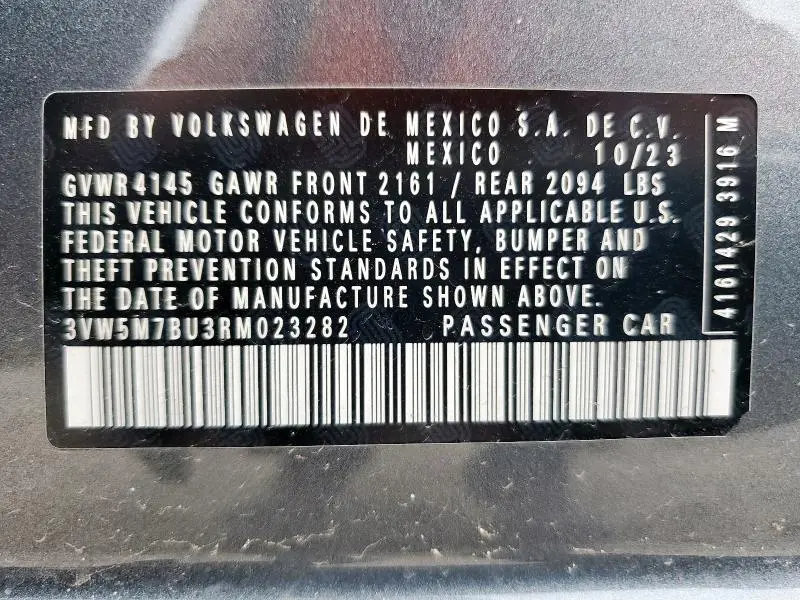 MFD BY VOLKSWAGEN DE MEXICO S.A. DE C.V.
MEXICO 10/23
GVWR 4145 GAWR FRONT 2161 / REAR 2094 LBS
THIS VEHICLE CONFORMS TO ALL APPLICABLE U.S.
FEDERAL MOTOR VEHICLE SAFETY, BUMPER AND
THEFT PREVENTION STANDARDS IN EFFECT ON
THE DATE OF MANUFACTURE SHOWN ABOVE.
3VW5M7BU3RM023282 PASSENGER CAR
4161429 3916 M